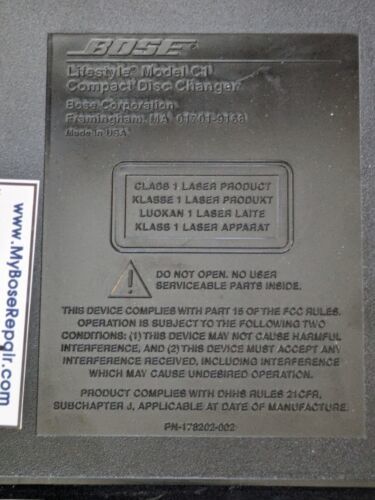 BOSE
Lifestyle® Model C1
Compact Disc Changer
Bose Corporation
Framingham, MA 01701-9168
Made in USA
CLASS 1 LASER PRODUCT
KLASSE 1 LASER PRODUKT
LUOKAN 1 LASER LAITE
KLASS 1 LASER APPARAT
DO NOT OPEN. NO USER
SERVICEABLE PARTS INSIDE.
THIS DEVICE COMPLIES WITH PART 15 OF THE FCC RULES.
OPERATION IS SUBJECT TO THE FOLLOWING TWO
CONDITIONS: (1) THIS DEVICE MAY NOT CAUSE HARMFUL
INTERFERENCE, AND (2) THIS DEVICE MUST ACCEPT ANY
INTERFERENCE RECEIVED, INCLUDING INTERFERENCE
WHICH MAY CAUSE UNDESIRED OPERATION.
PRODUCT COMPLIES WITH DHHS RULES 21CFR,
SUBCHAPTER J, APPLICABLE AT DATE OF MANUFACTURE.
PN-178202-002
www.MyBoseRepair.com